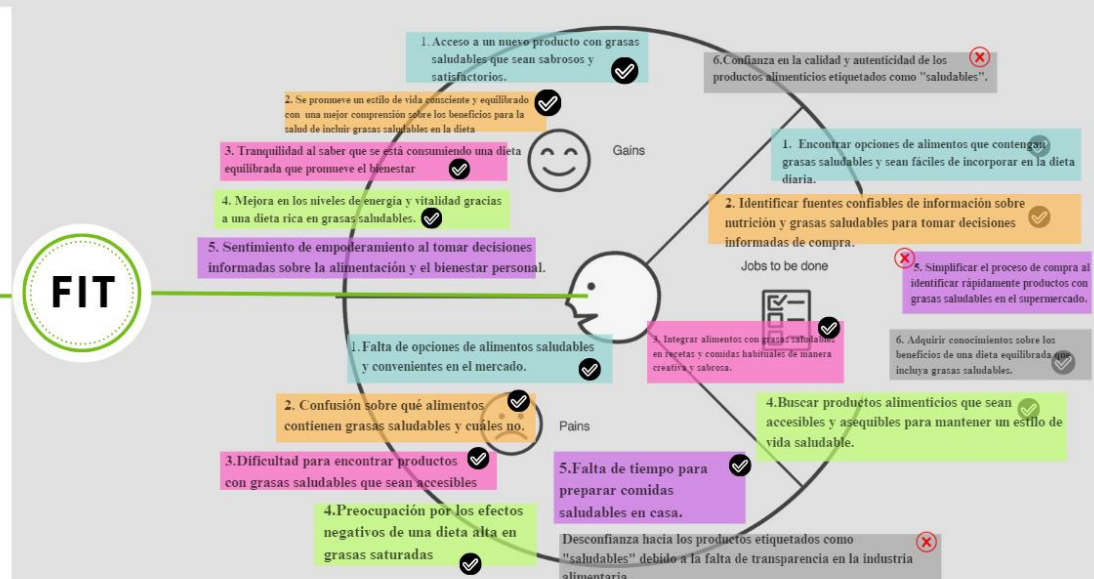 1. Acceso a un nuevo producto con grasas
saludables que sean sabrosos y
satisfactorios.
6.Confianza en la calidad y autenticidad de los
productos alimenticios etiquetados como "saludables".
2. Se promueve un estilo de vida consciente y equilibrado
con una mejor comprensión sobre los beneficios para la
salud de incluir grasas saludables en la dieta
Gains
3. Tranquilidad al saber que se está consumiendo una dieta
equilibrada que promueve el bienestar
4. Mejora en los niveles de energía y vitalidad gracias
a una dieta rica en grasas saludables.
5. Sentimiento de empoderamiento al tomar decisiones
informadas sobre la alimentación y el bienestar personal.
FIT
1. Encontrar opciones de alimentos que contengan
grasas saludables y sean fáciles de incorporar en la dieta
diaria.
2. Identificar fuentes confiables de información sobre
nutrición y grasas saludables para tomar decisiones
informadas de compra.
Jobs to be done
5. Simplificar el proceso de compra al
identificar rápidamente productos con
grasas saludables en el supermercado.
3. Integrar alimentos con grasas saludables
en recetas y comidas habituales de manera
creativa y sabrosa.
6. Adquirir conocimientos sobre los
beneficios de una dieta equilibrada que
incluya grasas saludables.
4.Buscar productos alimenticios que sean
accesibles y asequibles para mantener un estilo de
vida saludable.
1. Falta de opciones de alimentos saludables
y convenientes en el mercado.
2. Confusión sobre qué alimentos
contienen grasas saludables y cuáles no.
Pains
3.Dificultad para encontrar productos
con grasas saludables que sean accesibles
4.Preocupación por los efectos
negativos de una dieta alta en
grasas saturadas
5.Falta de tiempo para
preparar comidas
saludables en casa.
Desconfianza hacia los productos etiquetados como
"saludables" debido a la falta de transparencia en la industria
alimentaria